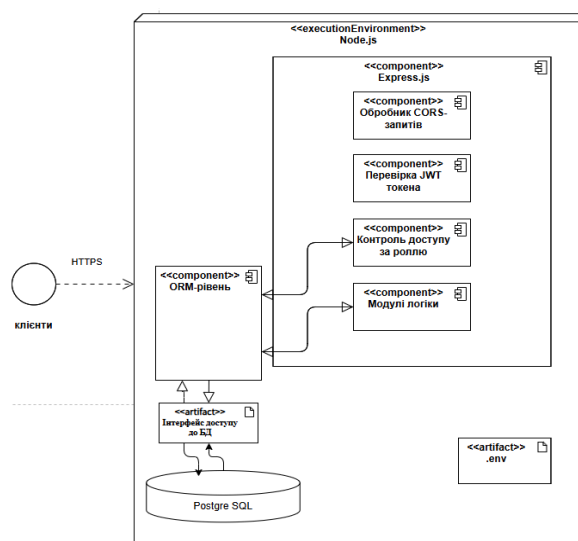 <<executionEnvironment>>
Node.js
<<component>>
Express.js
<<component>>
Обробник CORS-
запитів
<<component>>
Перевірка JWT
токена
<<component>>
Контроль доступу
за роллю
<<component>>
Модулі логіки
HTTPS
клієнти
<<component>>
ORM-рівень
<<artifact>>
Інтерфейс доступу
до БД
Postgre SQL
<<artifact>>
.env